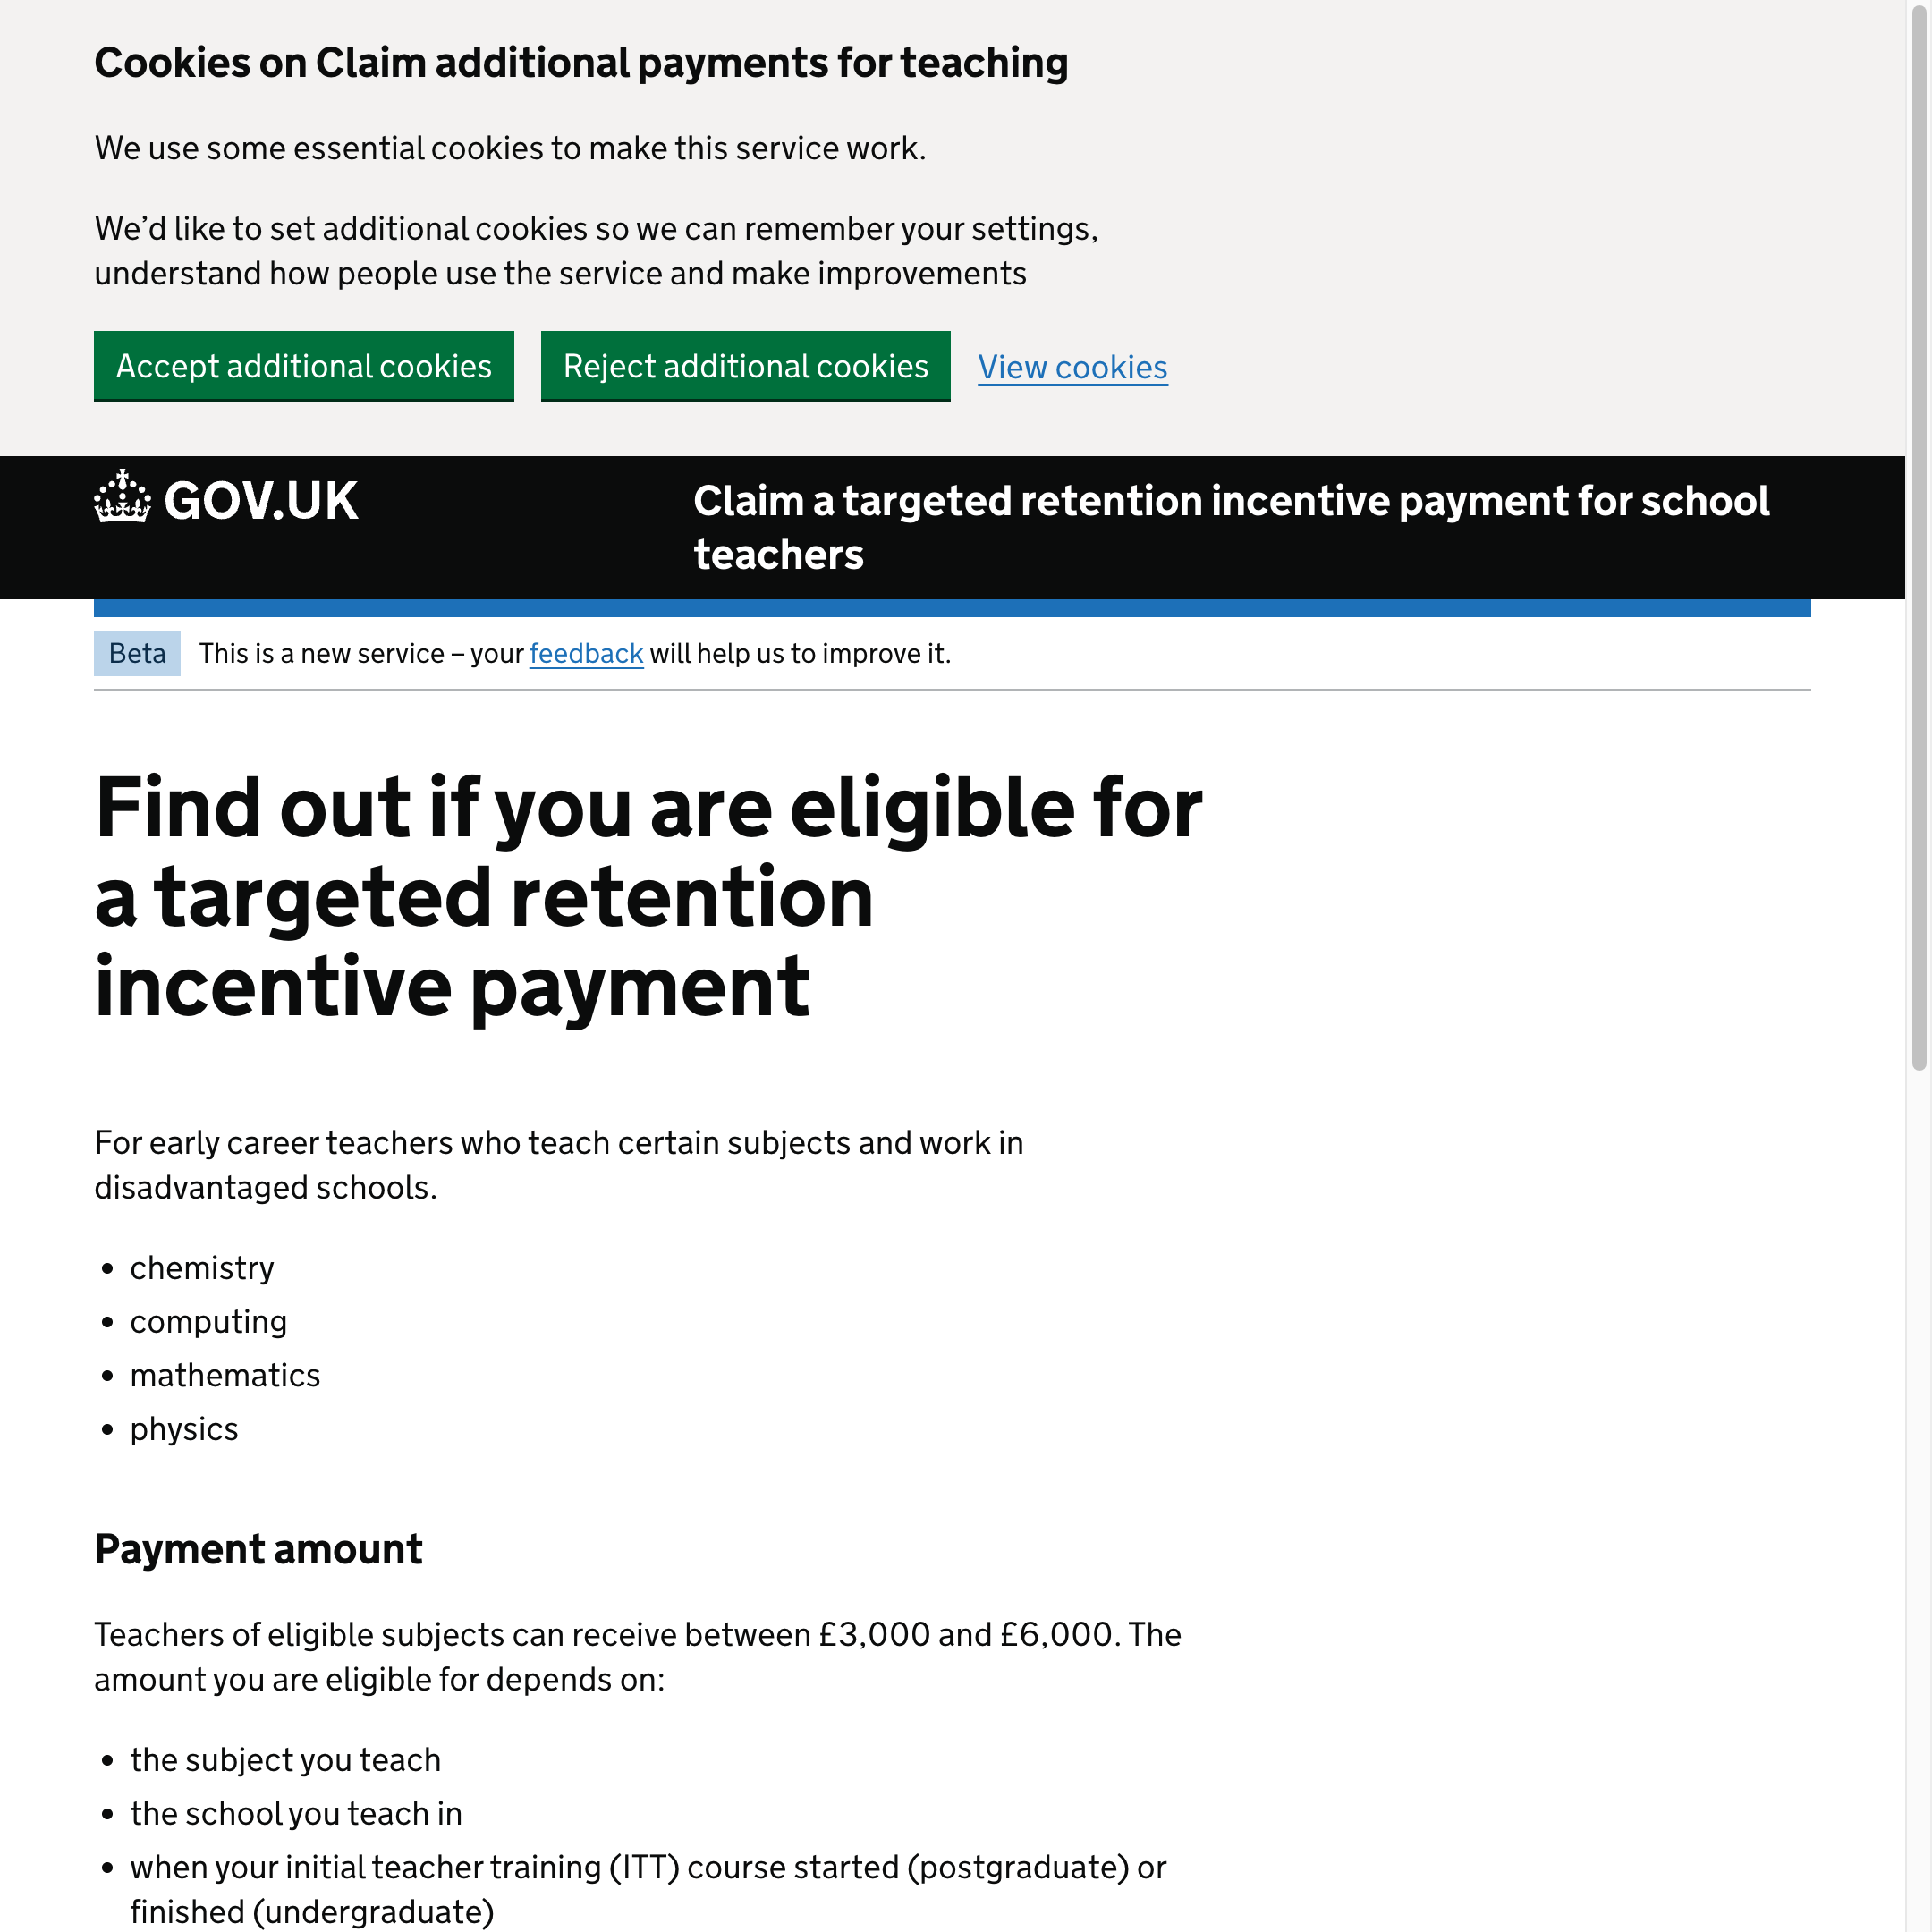 Cookies on Claim additional payments for teaching
We use some essential cookies to make this service work.
We’d like to set additional cookies so we can remember your settings,
understand how people use the service and make improvements
Accept additional cookies
Reject additional cookies
View cookies
GOV.UK
Claim a targeted retention incentive payment for school
teachers
Beta
This is a new service – your feedback will help us to improve it.
Find out if you are eligible for
a targeted retention
incentive payment
For early career teachers who teach certain subjects and work in
disadvantaged schools.
• chemistry
• computing
• mathematics
• physics
Payment amount
Teachers of eligible subjects can receive between £3,000 and £6,000. The
amount you are eligible for depends on:
• the subject you teach
• the school you teach in
• when your initial teacher training (ITT) course started (postgraduate) or
finished (undergraduate)